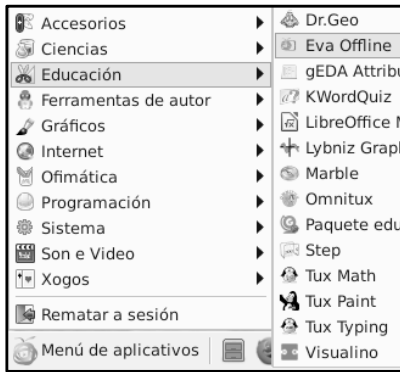 Accesorios
Ciencias
Educación
Ferramentas de autor
Gráficos
Internet
Ofimática
Programación
Sistema
Son e Video
Xogos
Rematar a sesión
Menú de aplicativos
Dr.Geo
Eva Offline
gEDA Attribu
KWordQuiz
LibreOffice M
Lybniz Graph
Marble
Omnitux
Paquete edu
Step
Tux Math
Tux Paint
Tux Typing
Visualino